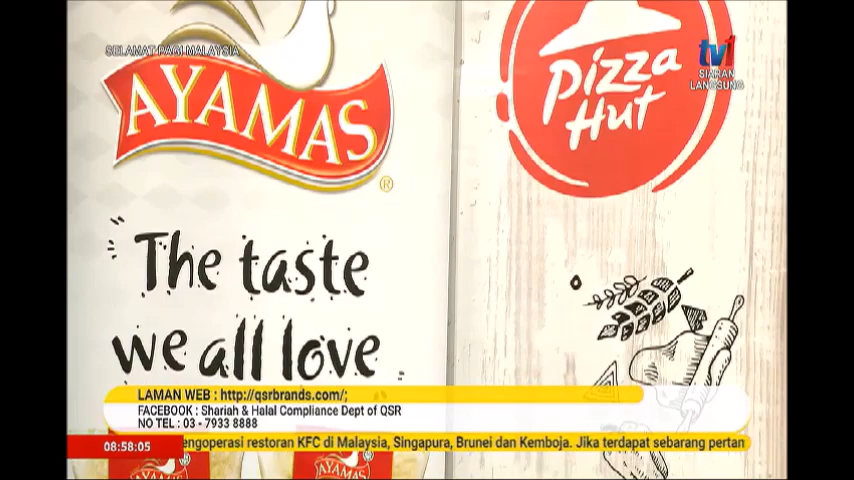 SELAMAT PAGI MALAYSIA
tv1
SIARAN
LANGSUNG
AYAMAS
®
Pizza
Hut
The taste
we all love
LAMAN WEB : http://qsrbrands.com/;
FACEBOOK : Shariah & Halal Compliance Dept of QSR
NO TEL : 03 - 7933 8888
08:58:05
engoperasi restoran KFC di Malaysia, Singapura, Brunei dan Kemboja. Jika terdapat sebarang pertan
AYAMAS
AYAMAS